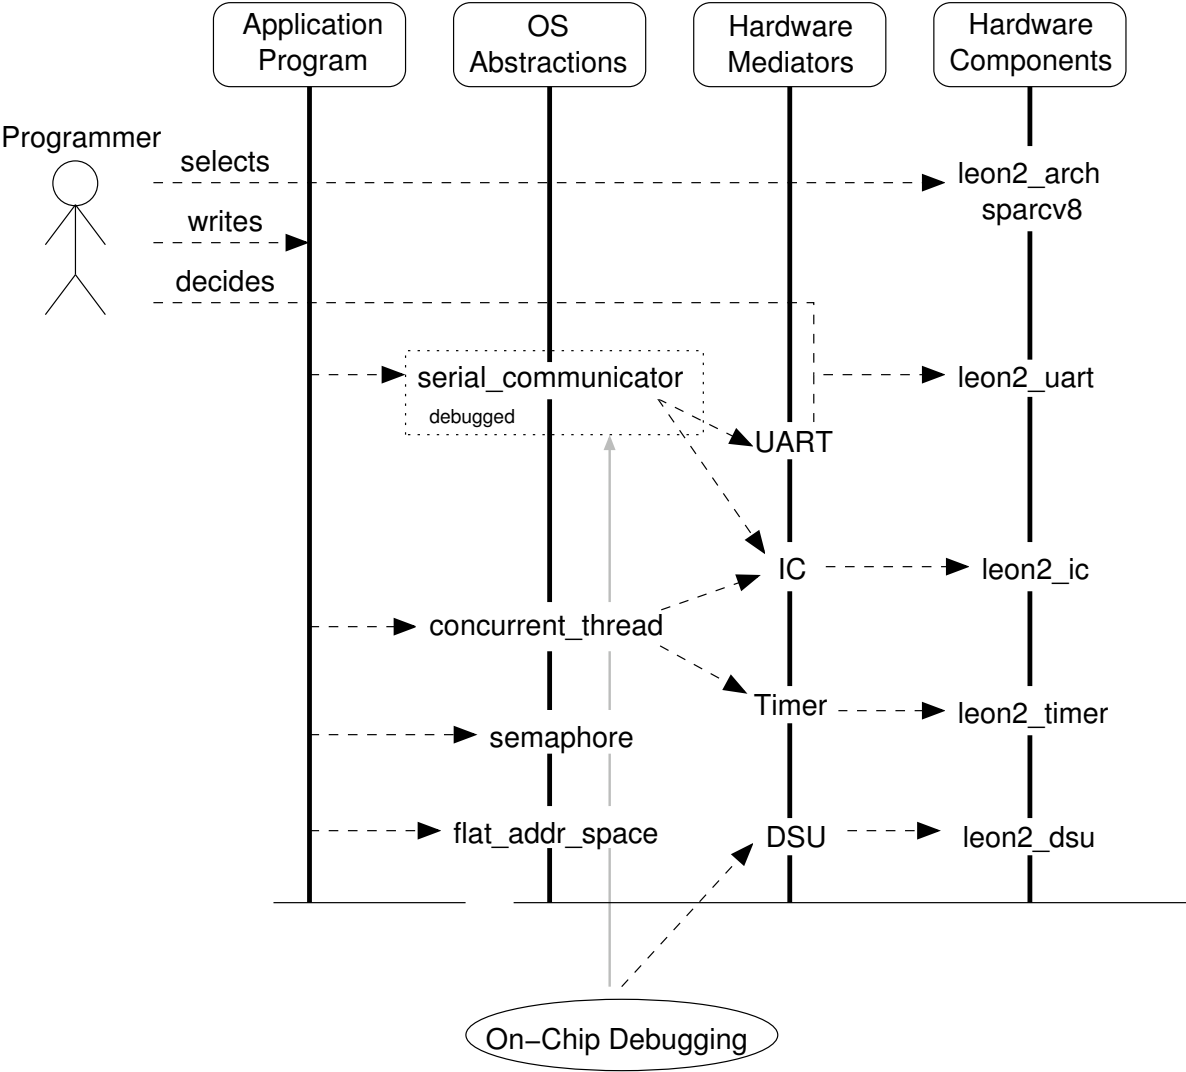 Application
Program
OS
Abstractions
Hardware
Mediators
Hardware
Components
Programmer
selects
leon2_arch
sparcv8
writes
decides
serial_communicator
leon2_uart
debugged
UART
IC
leon2_ic
concurrent_thread
Timer
leon2_timer
semaphore
flat_addr_space
DSU
leon2_dsu
On−Chip Debugging